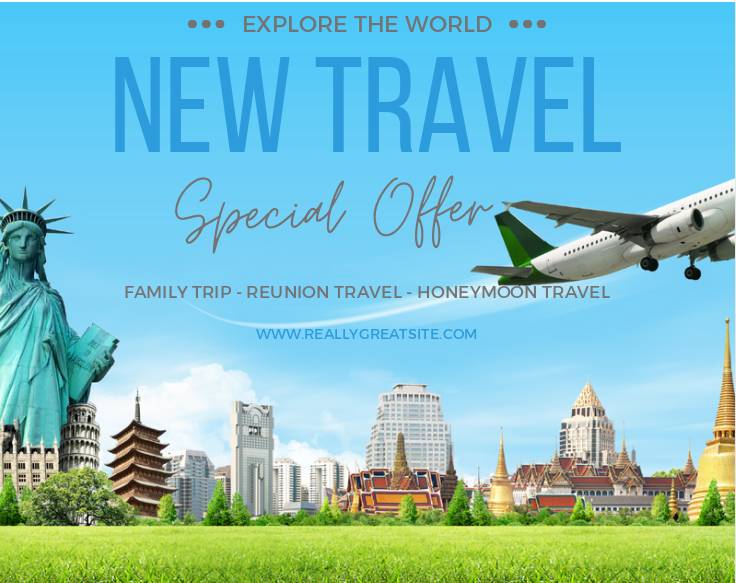 EXPLORE THE WORLD
NEW TRAVEL
Special Offer
FAMILY TRIP - REUNION TRAVEL - HONEYMOON TRAVEL
WWW.REALLYGREATSITE.COM